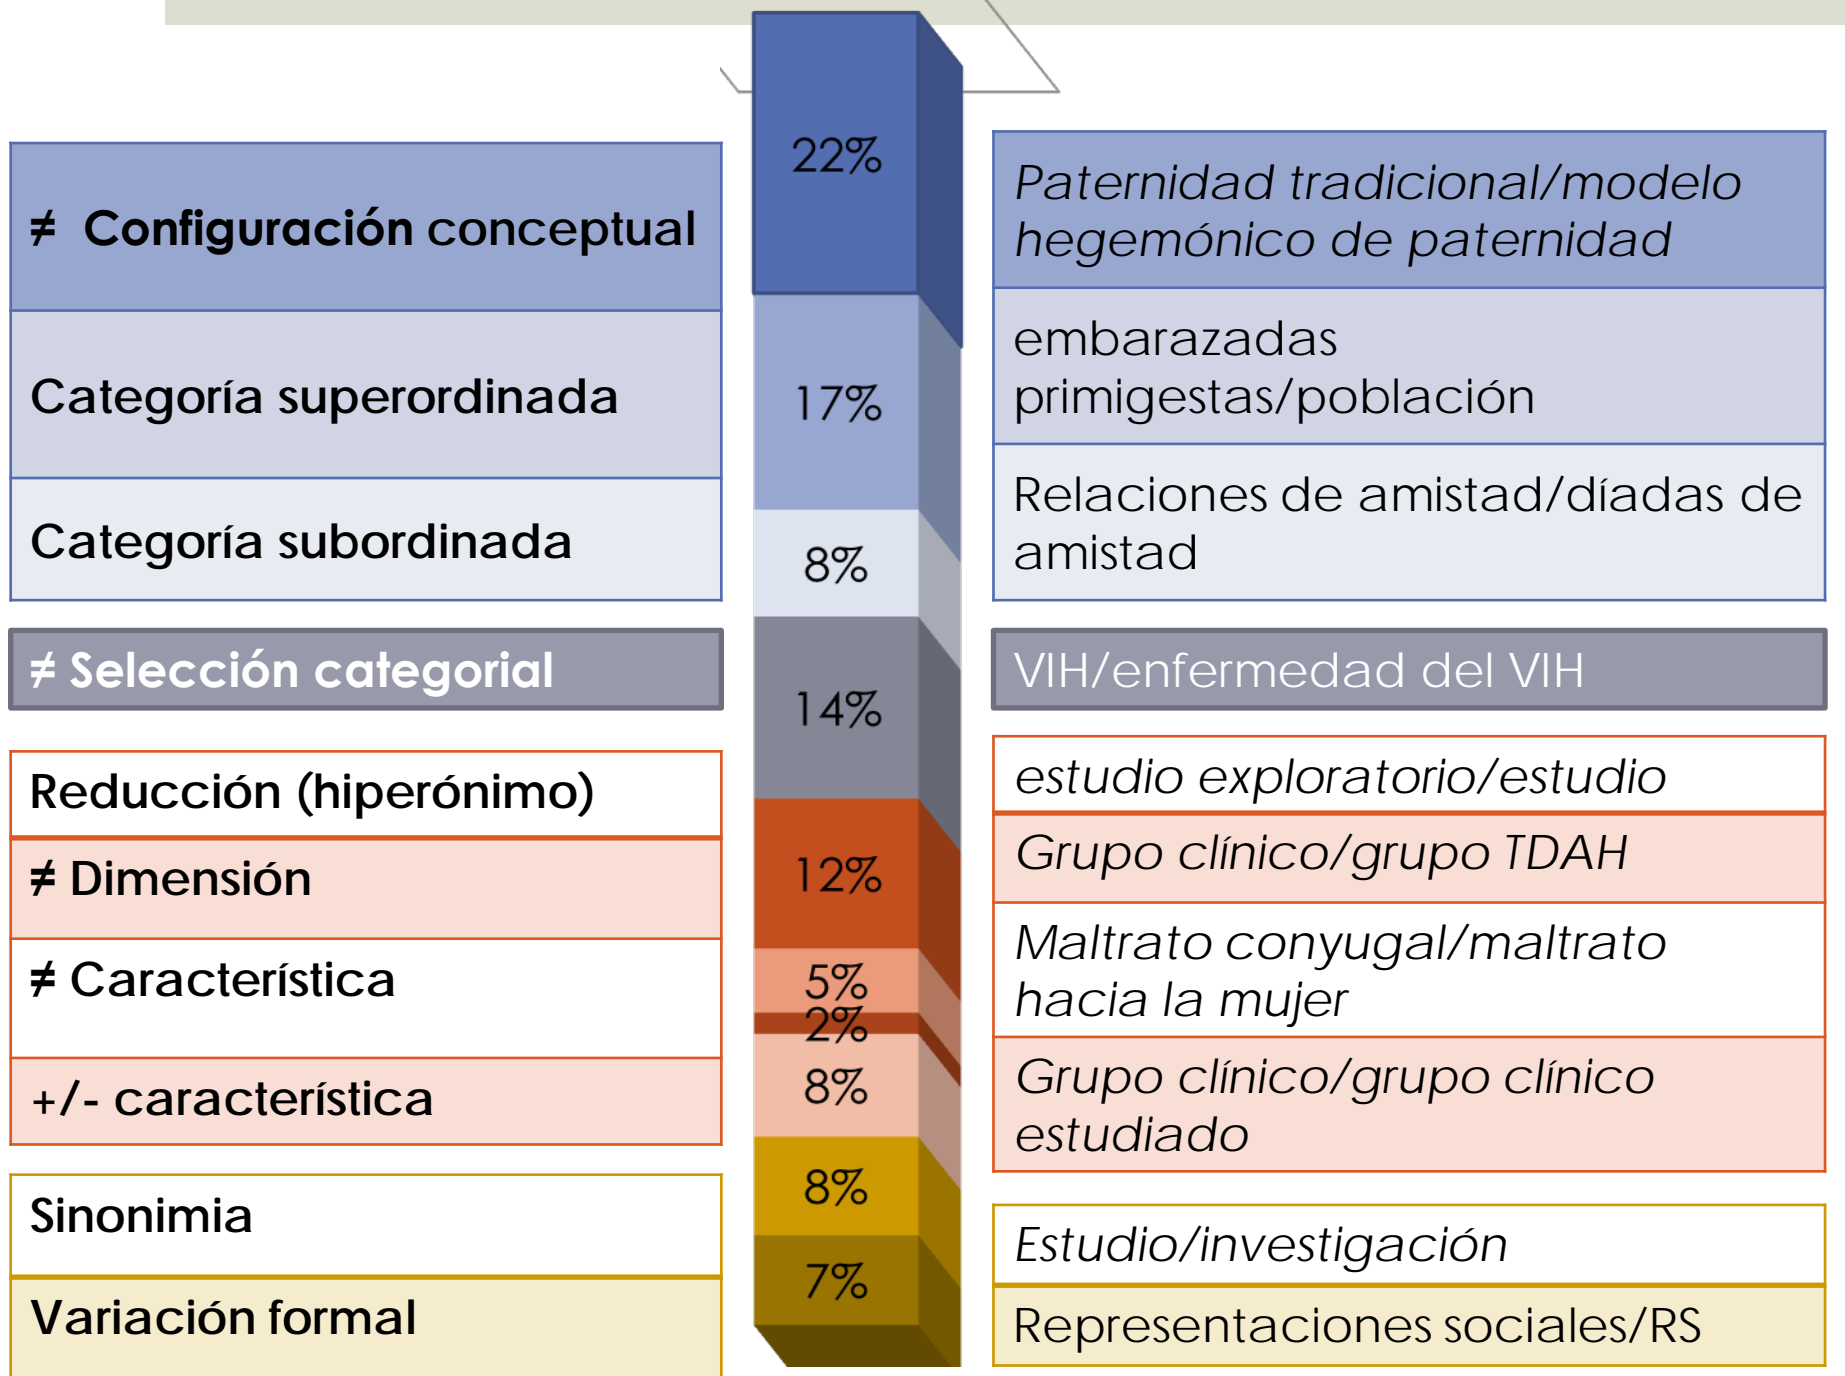 ≠ Configuración conceptual
Categoría superordinada
Categoría subordinada
≠ Selección categorial
Reducción (hiperónimo)
≠ Dimensión
≠ Característica
+/- característica
Sinonimia
Variación formal
22%
17%
8%
14%
12%
5%
2%
8%
8%
7%
Paternidad tradicional/modelo
hegemónico de paternidad
embarazadas
primigestas/población
Relaciones de amistad/díadas de
amistad
VIH/enfermedad del VIH
estudio exploratorio/estudio
Grupo clínico/grupo TDAH
Maltrato conyugal/maltrato
hacia la mujer
Grupo clínico/grupo clínico
estudiado
Estudio/investigación
Representaciones sociales/RS